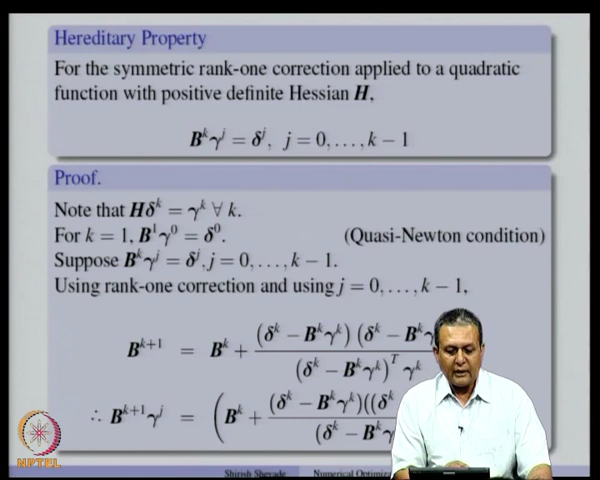 Hereditary Property
For the symmetric rank-one correction applied to a quadratic
function with positive definite Hessian H,
B^k γ^j = δ^j, j = 0, . . . , k − 1
Proof.
Note that Hδ^k = γ^k ∀ k.
For k = 1, B^1 γ^0 = δ^0. (Quasi-Newton condition)
Suppose B^k γ^j = δ^j, j = 0, . . . , k − 1.
Using rank-one correction and using j = 0, . . . , k − 1,
B^{k+1} = B^k + (δ^k − B^k γ^k) (δ^k − B^k γ / (δ^k − B^k γ^k)^T γ^k
∴ B^{k+1} γ^j = (B^k + (δ^k − B^k γ^k)((δ^k / (δ^k − B^k γ
NPTEL
Shirish Shevade Numerical Optimiz